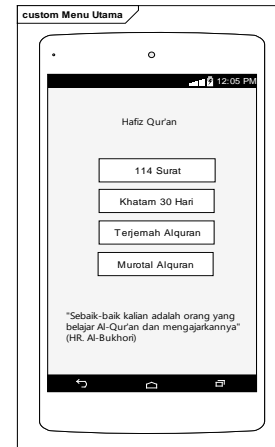 custom Menu Utama
12:05 PM
Hafiz Qur'an
114 Surat
Khatam 30 Hari
Terjemah Alquran
Murotal Alquran
"Sebaik-baik kalian adalah orang yang
belajar Al-Qur'an dan mengajarkannya"
(HR. Al-Bukhori)